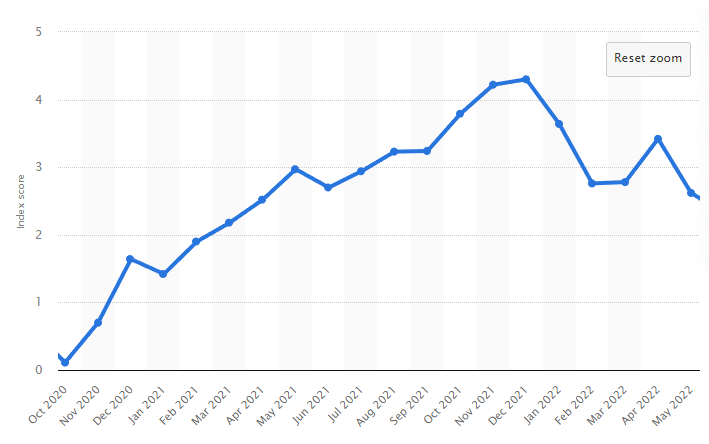 5
Reset zoom
4
3
Index score
2
1
0
Oct 2020
Nov 2020
Dec 2020
Jan 2021
Feb 2021
Mar 2021
Apr 2021
May 2021
Jun 2021
Jul 2021
Aug 2021
Sep 2021
Oct 2021
Nov 2021
Dec 2021
Jan 2022
Feb 2022
Mar 2022
Apr 2022
May 2022